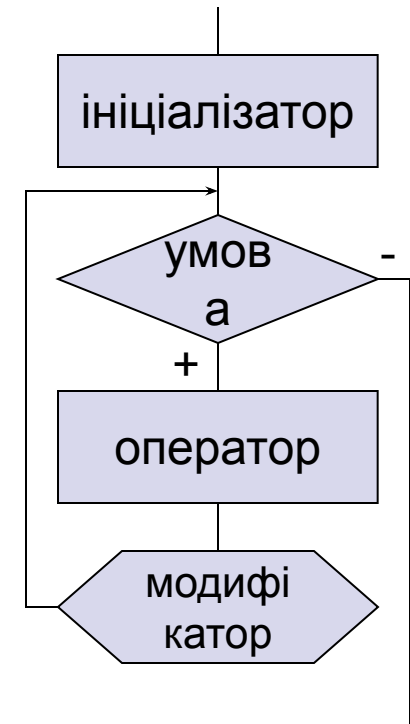 ініціалізатор
умов
а
-
+
оператор
модифі
катор